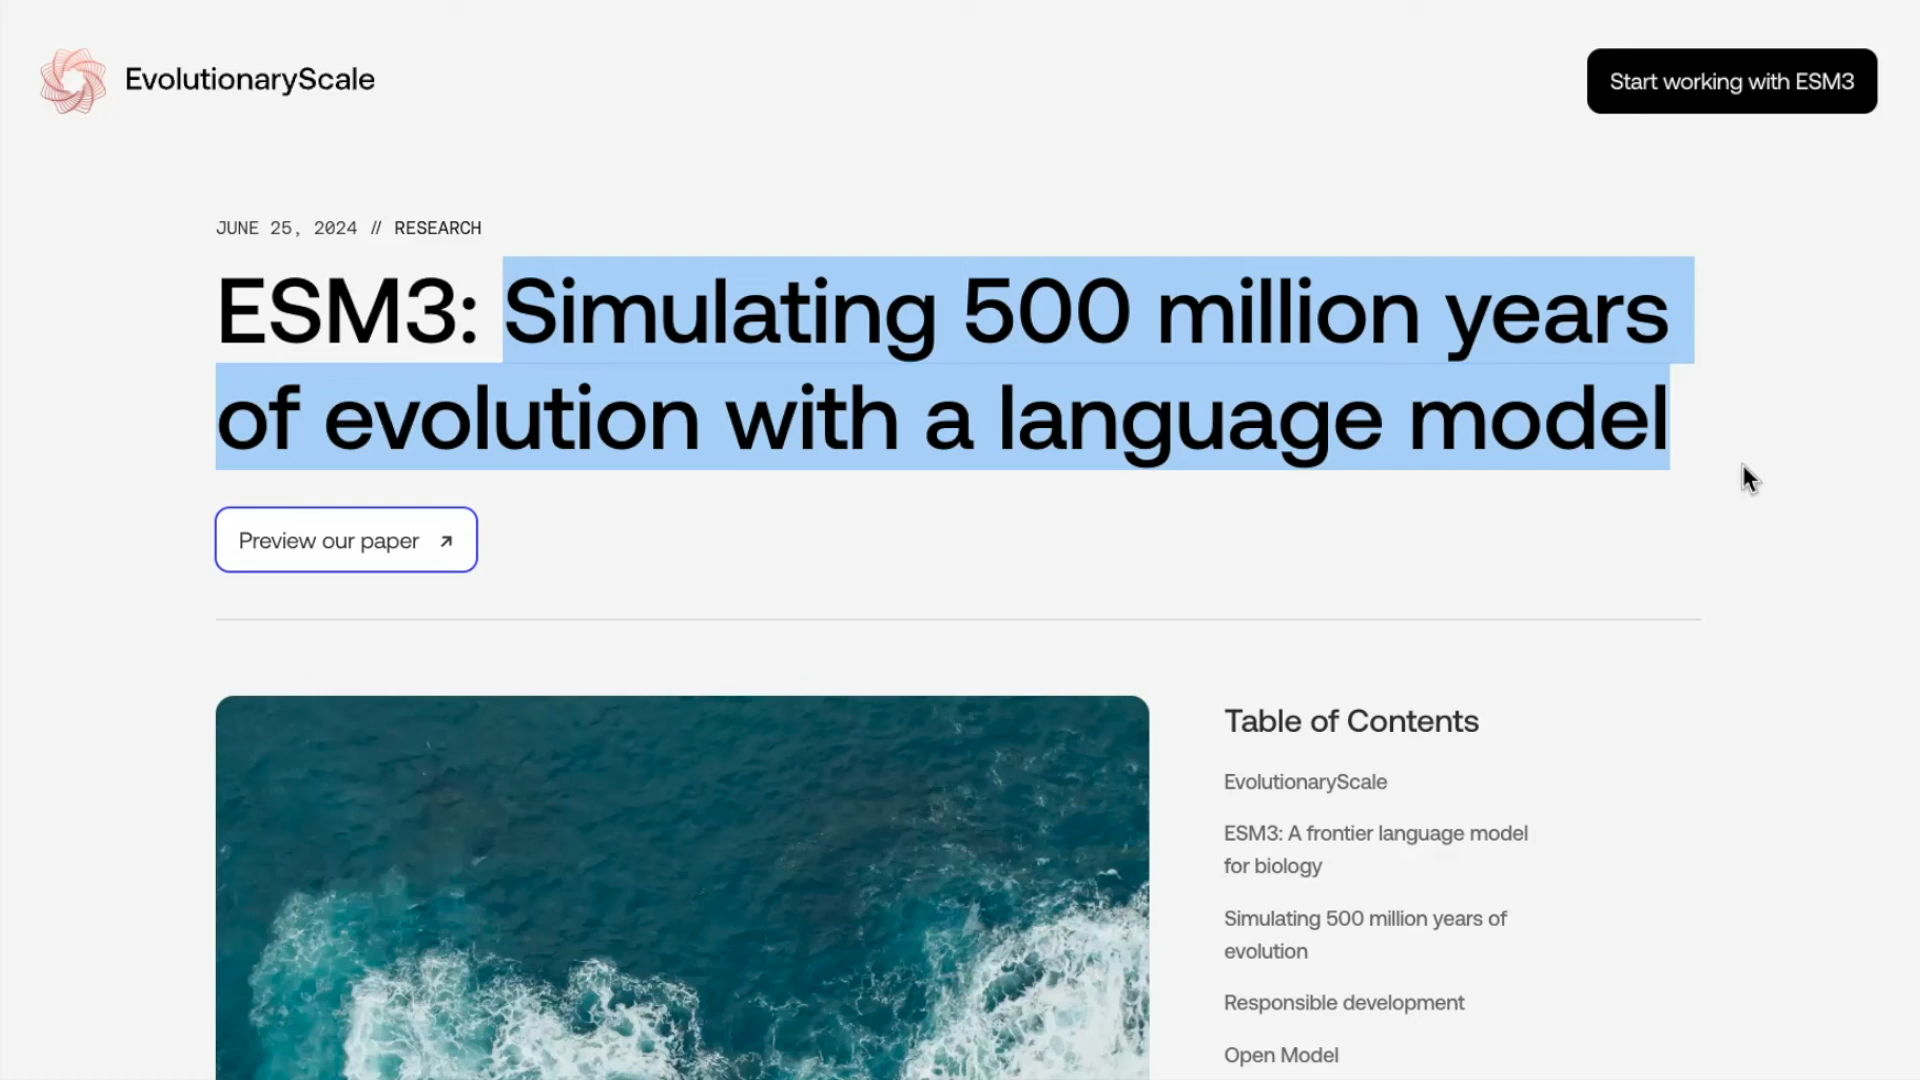 EvolutionaryScale
Start working with ESM3
JUNE 25, 2024 // RESEARCH
ESM3: Simulating 500 million years
of evolution with a language model
Preview our paper
Table of Contents
EvolutionaryScale
ESM3: A frontier language model
for biology
Simulating 500 million years of
evolution
Responsible development
Open Model